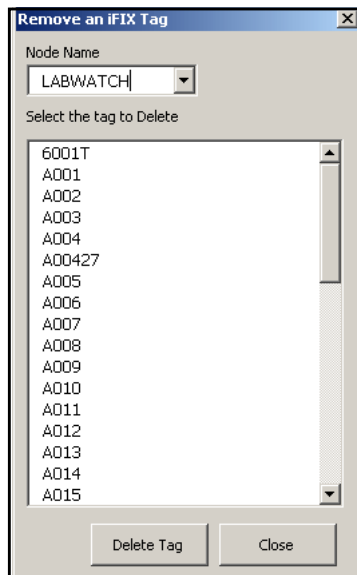 Remove an iFIX Tag
Node Name
LABWATCH
Select the tag to Delete
6001T
A001
A002
A003
A004
A00427
A005
A006
A007
A008
A009
A010
A011
A012
A013
A014
A015
Delete Tag Close